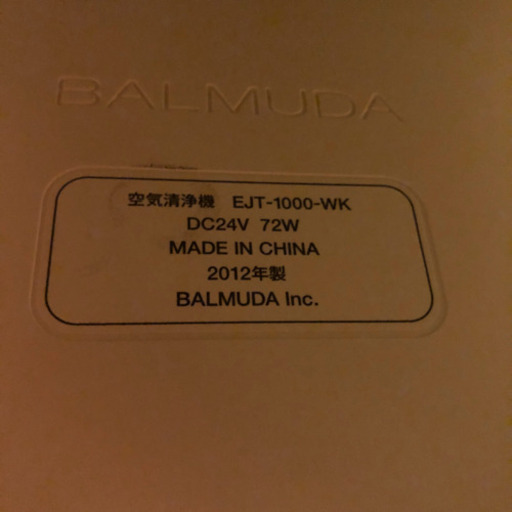 BALMUDA
空気清浄機 EJT-1000-WK
DC24V 72W
MADE IN CHINA
2012年製
BALMUDA Inc.